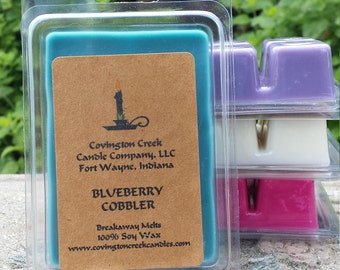 Covington Creek
Candle Company, LLC
Fort Wayne, Indiana
BLUEBERRY
COBBLER
Breakaway Melts
100% Soy Wax
www.covingtoncreekcandles.com